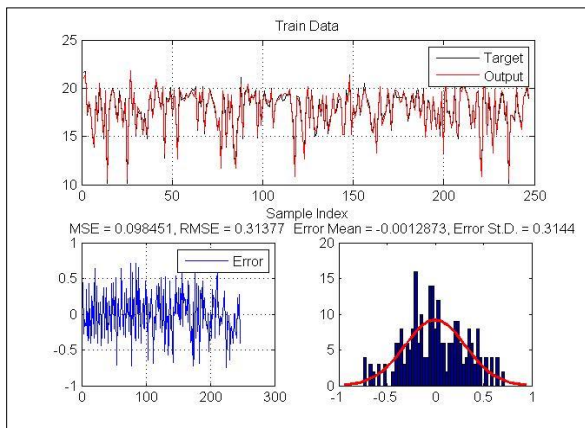 Train Data
25
20
15
10
0 50 100 150 200 250
Target
Output
Sample Index
MSE = 0.098451, RMSE = 0.31377
Error Mean = -0.0012873, Error St.D. = 0.3144
1
0.5
0
-0.5
-1
0 100 200 300
Error
20
15
10
5
0
-1 -0.5 0 0.5 1